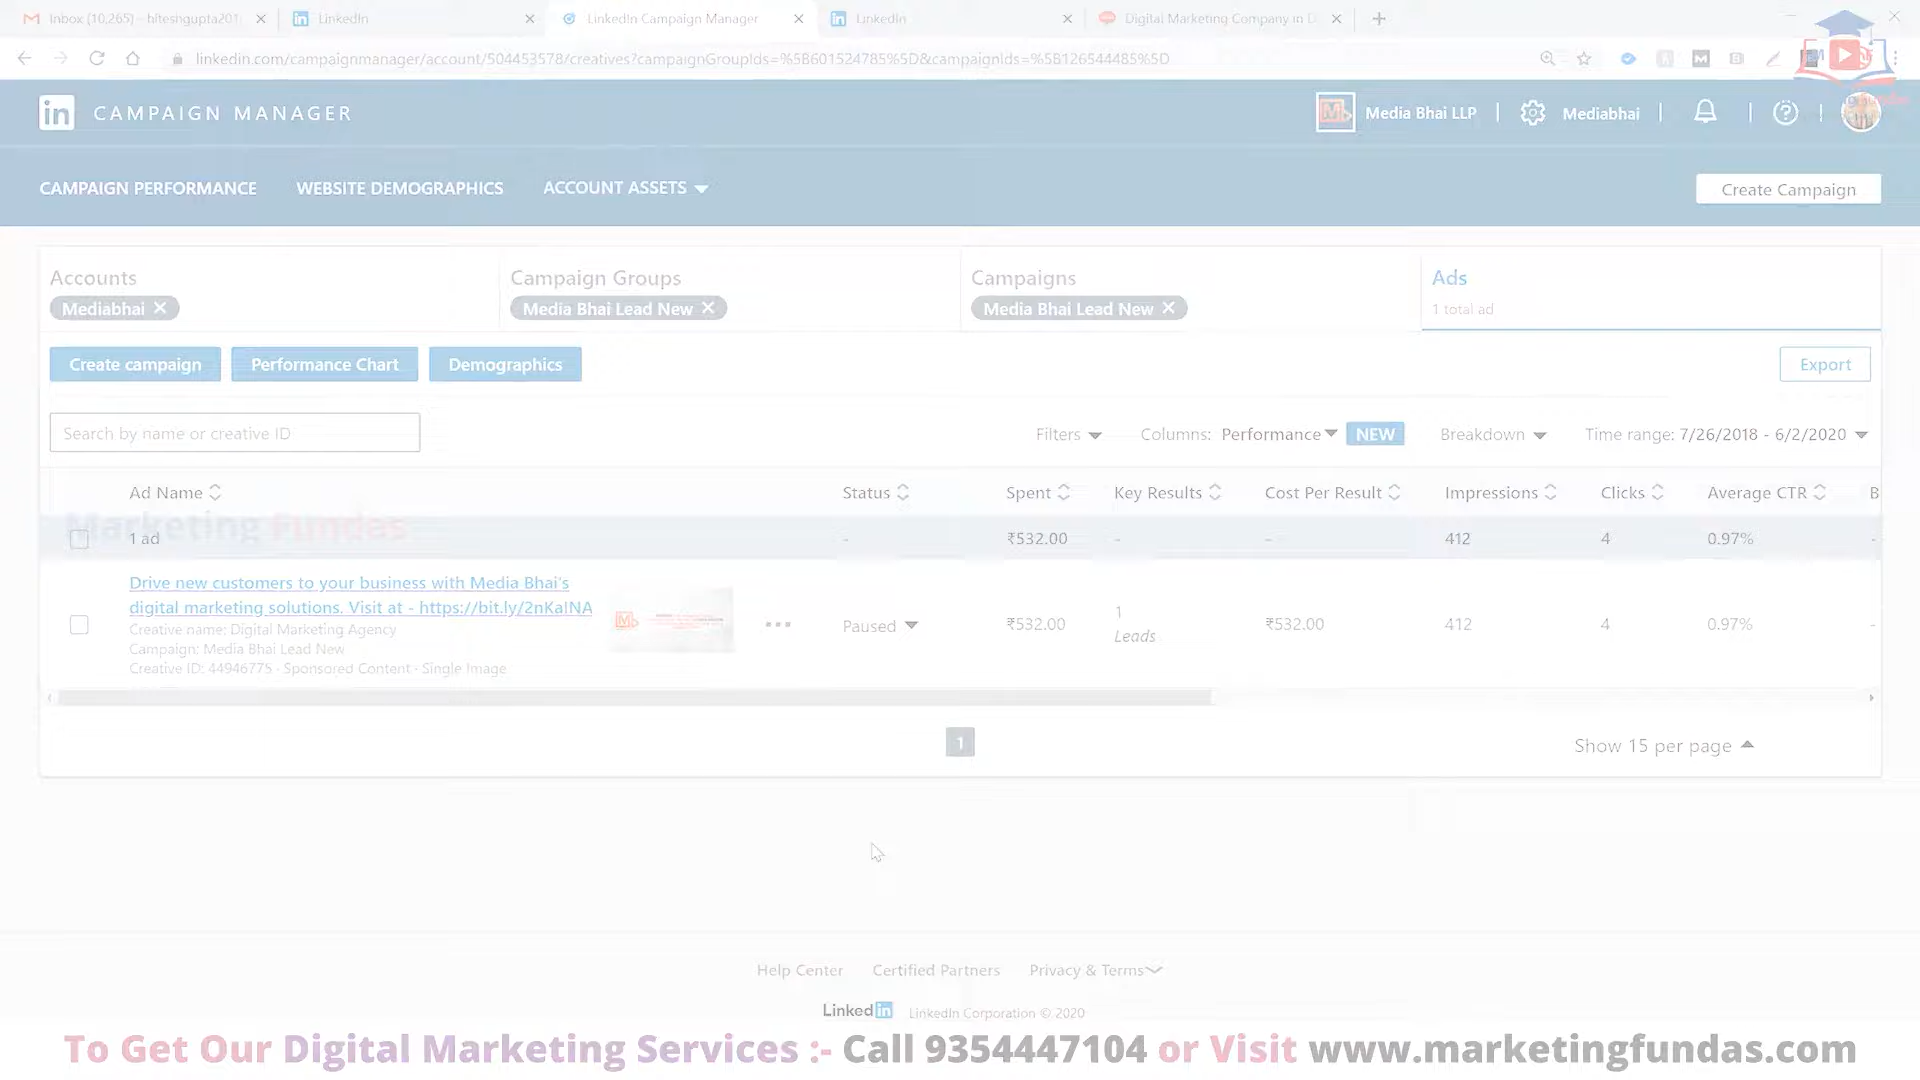 Inbox (10,265) - hiteshgupta201
LinkedIn
LinkedIn Campaign Manager
LinkedIn
Digital Marketing Company in D
linkedin.com/campaignmanager/account/504453578/creatives?campaignGroupIds=%5B601524785%5D&campaignIds=%5B126544485%5D
in CAMPAIGN MANAGER
Media Bhai LLP
Mediabhai
CAMPAIGN PERFORMANCE
WEBSITE DEMOGRAPHICS
ACCOUNT ASSETS
Create Campaign
Accounts
Mediabhai
Campaign Groups
Media Bhai Lead New
Campaigns
Media Bhai Lead New
Ads
1 total ad
Create campaign
Performance Chart
Demographics
Export
Search by name or creative ID
Filters
Columns: Performance NEW
Breakdown
Time range: 7/26/2018 - 6/2/2020
Ad Name Status Spent Key Results Cost Per Result Impressions Clicks Average CTR B
Marketing Fundas
1 ad - ₹532.00 - - 412 4 0.97% -
Drive new customers to your business with Media Bhai's
digital marketing solutions. Visit at - https://bit.ly/2nKaINA
Creative name: Digital Marketing Agency
Campaign: Media Bhai Lead New
Creative ID: 44946775 - Sponsored Content - Single Image
Paused ₹532.00 1 ₹532.00 412 4 0.97% -
Leads
1
Show 15 per page
Help Center
Certified Partners
Privacy & Terms
LinkedIn LinkedIn Corporation © 2020
To Get Our Digital Marketing Services :- Call 9354447104 or Visit www.marketingfundas.com